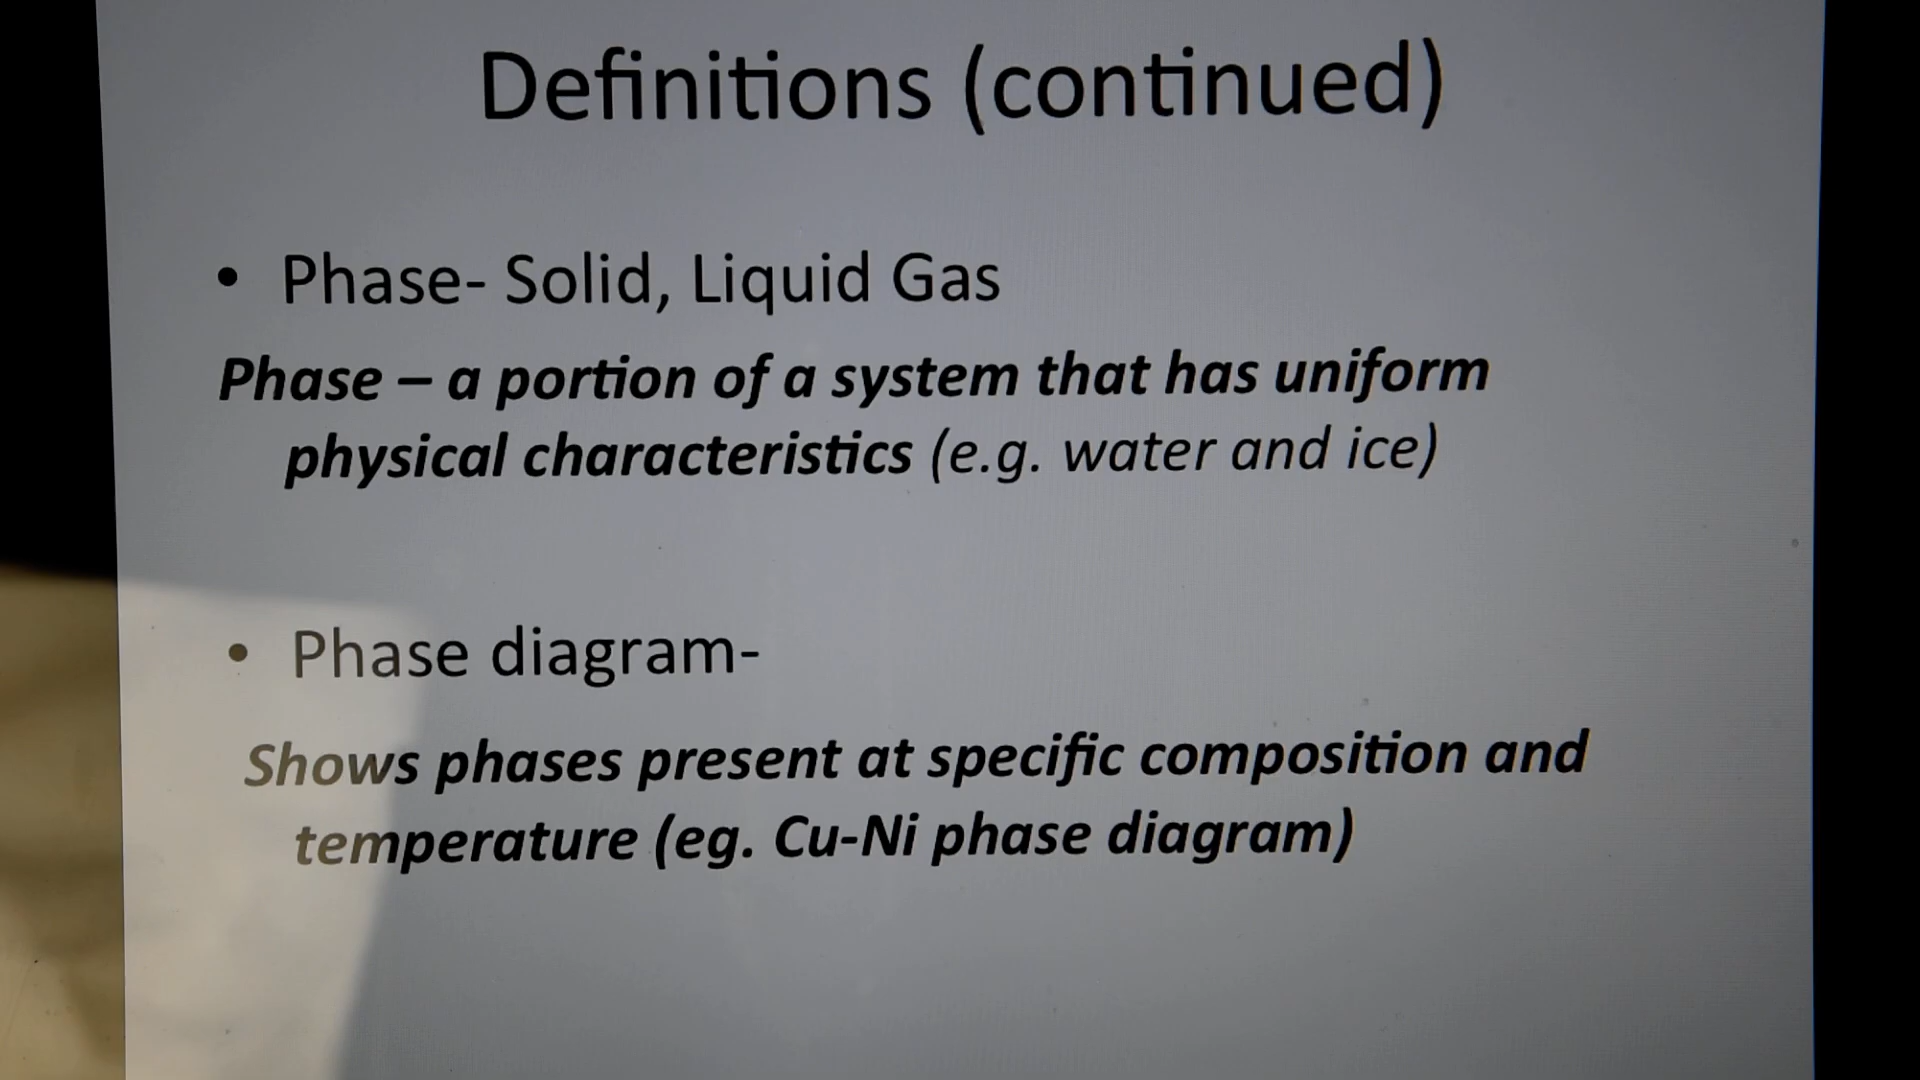 Definitions (continued)
• Phase- Solid, Liquid Gas
Phase – a portion of a system that has uniform
physical characteristics (e.g. water and ice)
• Phase diagram-
Shows phases present at specific composition and
temperature (eg. Cu-Ni phase diagram)